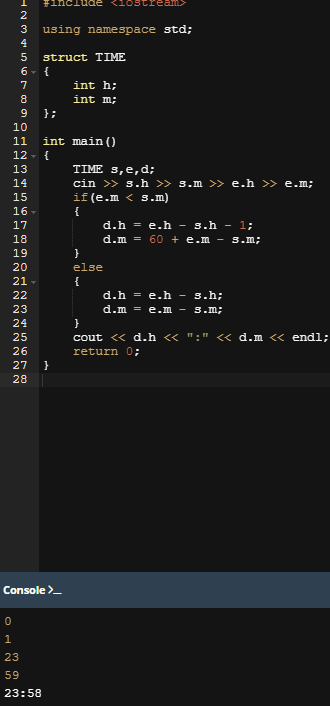 1 #include <iostream>
2
3 using namespace std;
4
5 struct TIME
6 {
7 int h;
8 int m;
9 };
10
11 int main()
12 {
13 TIME s,e,d;
14 cin >> s.h >> s.m >> e.h >> e.m;
15 if(e.m < s.m)
16 {
17 d.h = e.h - s.h - 1;
18 d.m = 60 + e.m - s.m;
19 }
20 else
21 {
22 d.h = e.h - s.h;
23 d.m = e.m - s.m;
24 }
25 cout << d.h << ":" << d.m << endl;
26 return 0;
27 }
28
Console >_
0
1
23
59
23:58